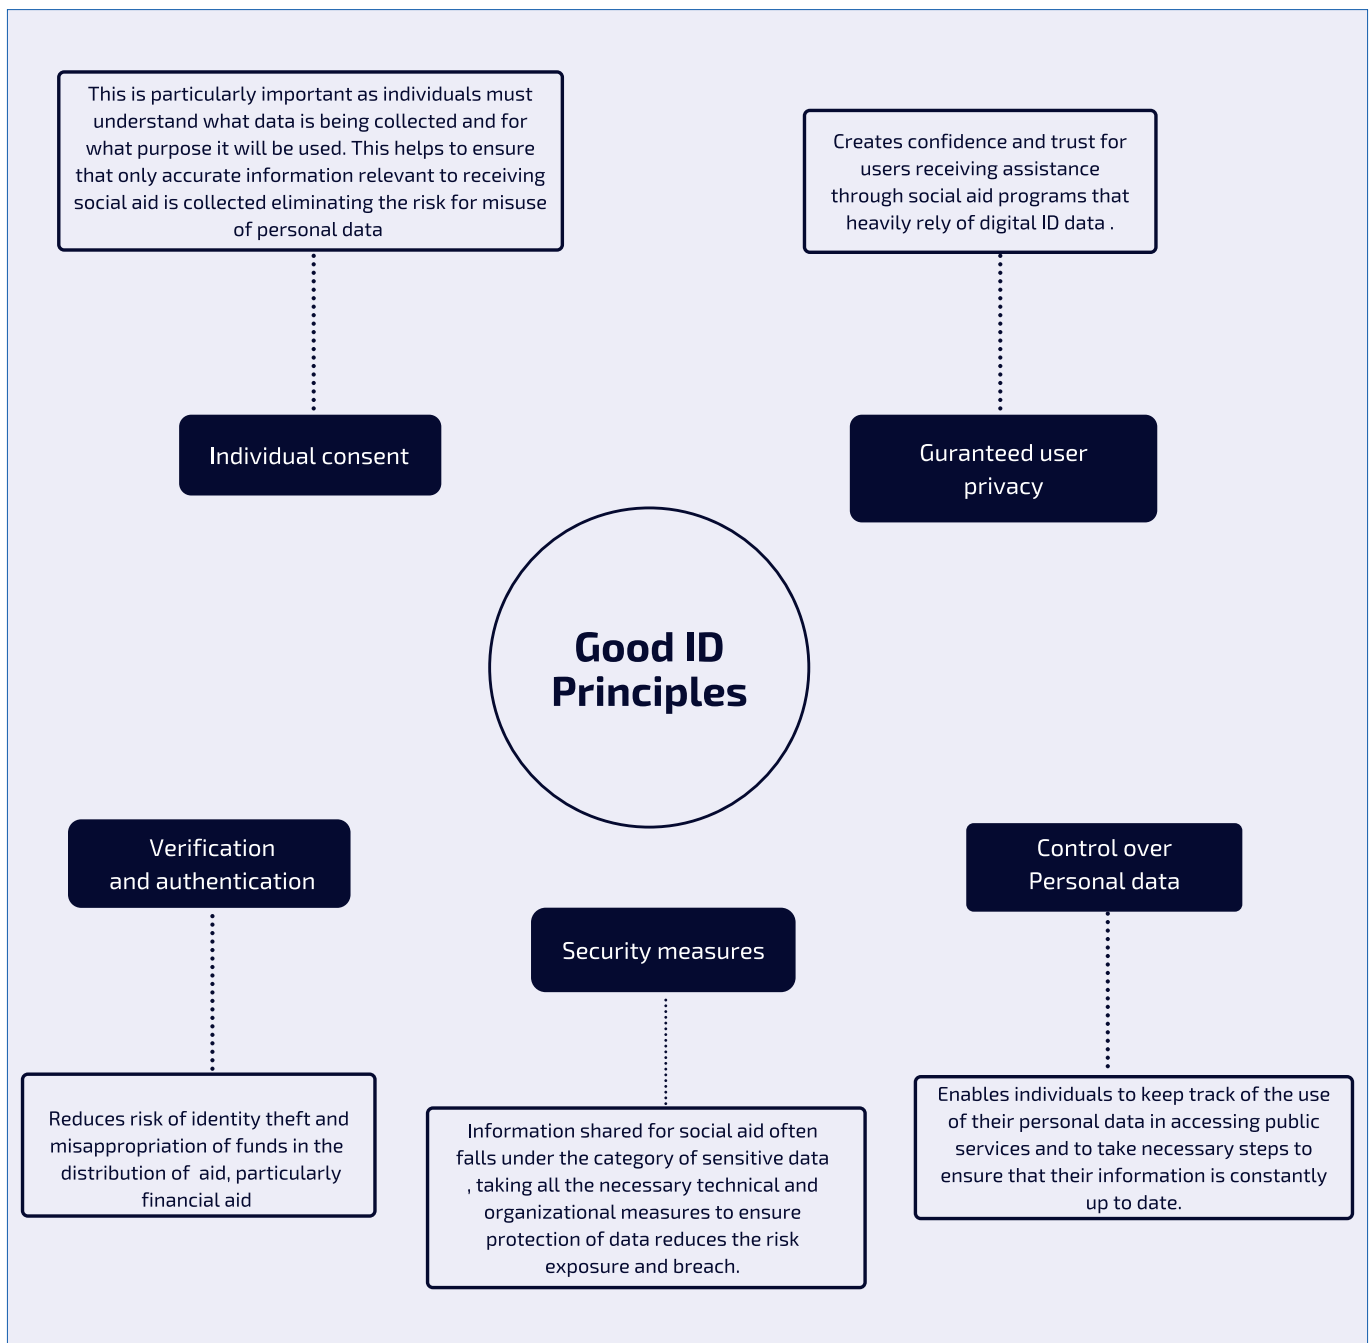 This is particularly important as individuals must
understand what data is being collected and for
what purpose it will be used. This helps to ensure
that only accurate information relevant to receiving
social aid is collected eliminating the risk for misuse
of personal data
Creates confidence and trust for
users receiving assistance
through social aid programs that
heavily rely of digital ID data .
Individual consent
Guranteed user
privacy
Good ID
Principles
Verification
and authentication
Security measures
Control over
Personal data
Reduces risk of identity theft and
misappropriation of funds in the
distribution of  aid, particularly
financial aid
Information shared for social aid often
falls under the category of sensitive data
, taking all the necessary technical and
organizational measures to ensure
protection of data reduces the risk
exposure and breach.
Enables individuals to keep track of the use
of their personal data in accessing public
services and to take necessary steps to
ensure that their information is constantly
up to date.